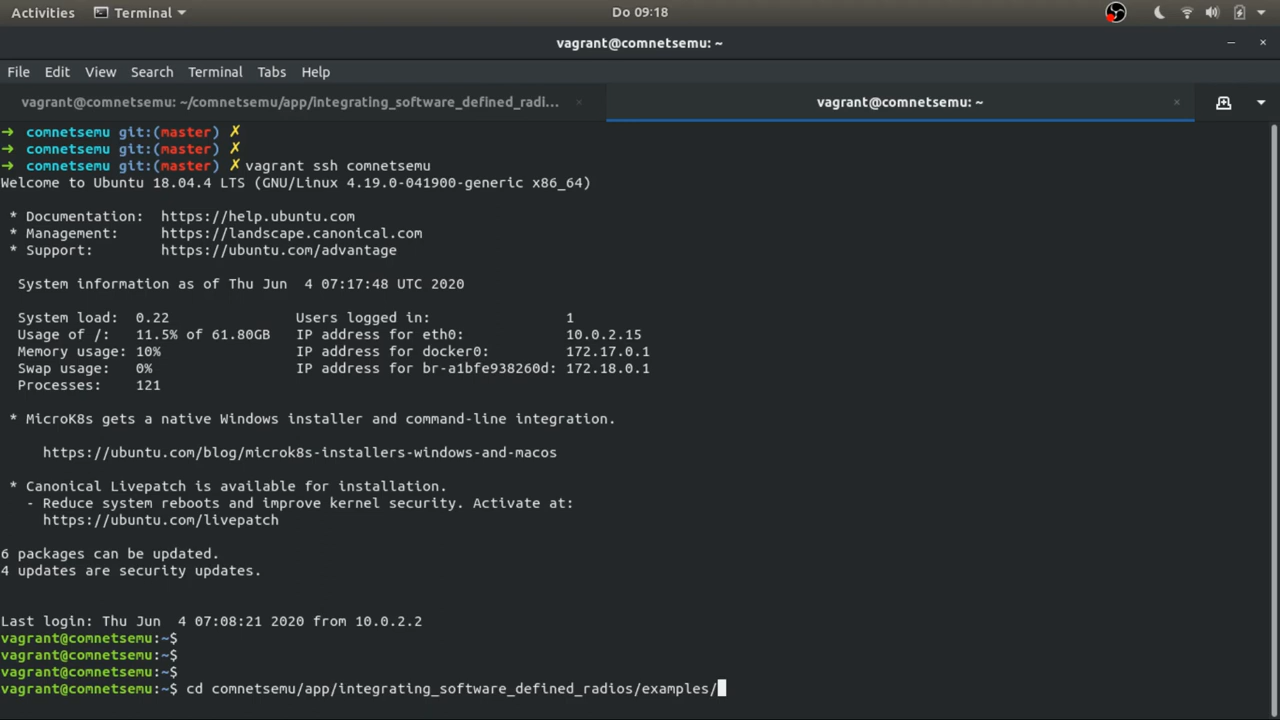 Activities Terminal Do 09:18
vagrant@comnetsemu: ~
File Edit View Search Terminal Tabs Help
vagrant@comnetsemu: ~/comnetsemu/app/integrating_software_defined_radi... × vagrant@comnetsemu: ~ ×
➜ comnetsemu git:(master) ✗
➜ comnetsemu git:(master) ✗
➜ comnetsemu git:(master) ✗ vagrant ssh comnetsemu
Welcome to Ubuntu 18.04.4 LTS (GNU/Linux 4.19.0-041900-generic x86_64)
* Documentation: https://help.ubuntu.com
* Management: https://landscape.canonical.com
* Support: https://ubuntu.com/advantage
System information as of Thu Jun 4 07:17:48 UTC 2020
System load: 0.22 Users logged in: 1
Usage of /: 11.5% of 61.80GB IP address for eth0: 10.0.2.15
Memory usage: 10% IP address for docker0: 172.17.0.1
Swap usage: 0% IP address for br-a1bfe938260d: 172.18.0.1
Processes: 121
* MicroK8s gets a native Windows installer and command-line integration.
https://ubuntu.com/blog/microk8s-installers-windows-and-macos
* Canonical Livepatch is available for installation.
- Reduce system reboots and improve kernel security. Activate at:
https://ubuntu.com/livepatch
6 packages can be updated.
4 updates are security updates.
Last login: Thu Jun 4 07:08:21 2020 from 10.0.2.2
vagrant@comnetsemu:~$
vagrant@comnetsemu:~$
vagrant@comnetsemu:~$
vagrant@comnetsemu:~$ cd comnetsemu/app/integrating_software_defined_radios/examples/